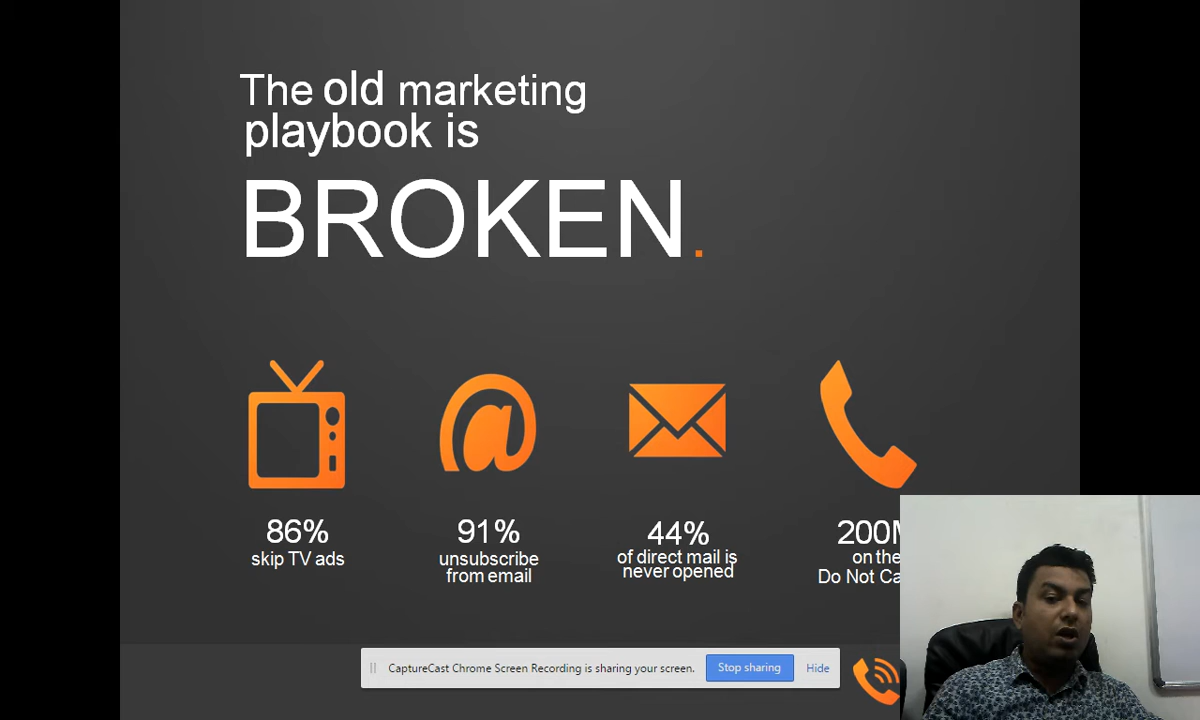 The old marketing
playbook is
BROKEN.
86%
skip TV ads
91%
unsubscribe
from email
44%
of direct mail is
never opened
200
on the
Do Not
CaptureCast Chrome Screen Recording is sharing your screen. Stop sharing Hide